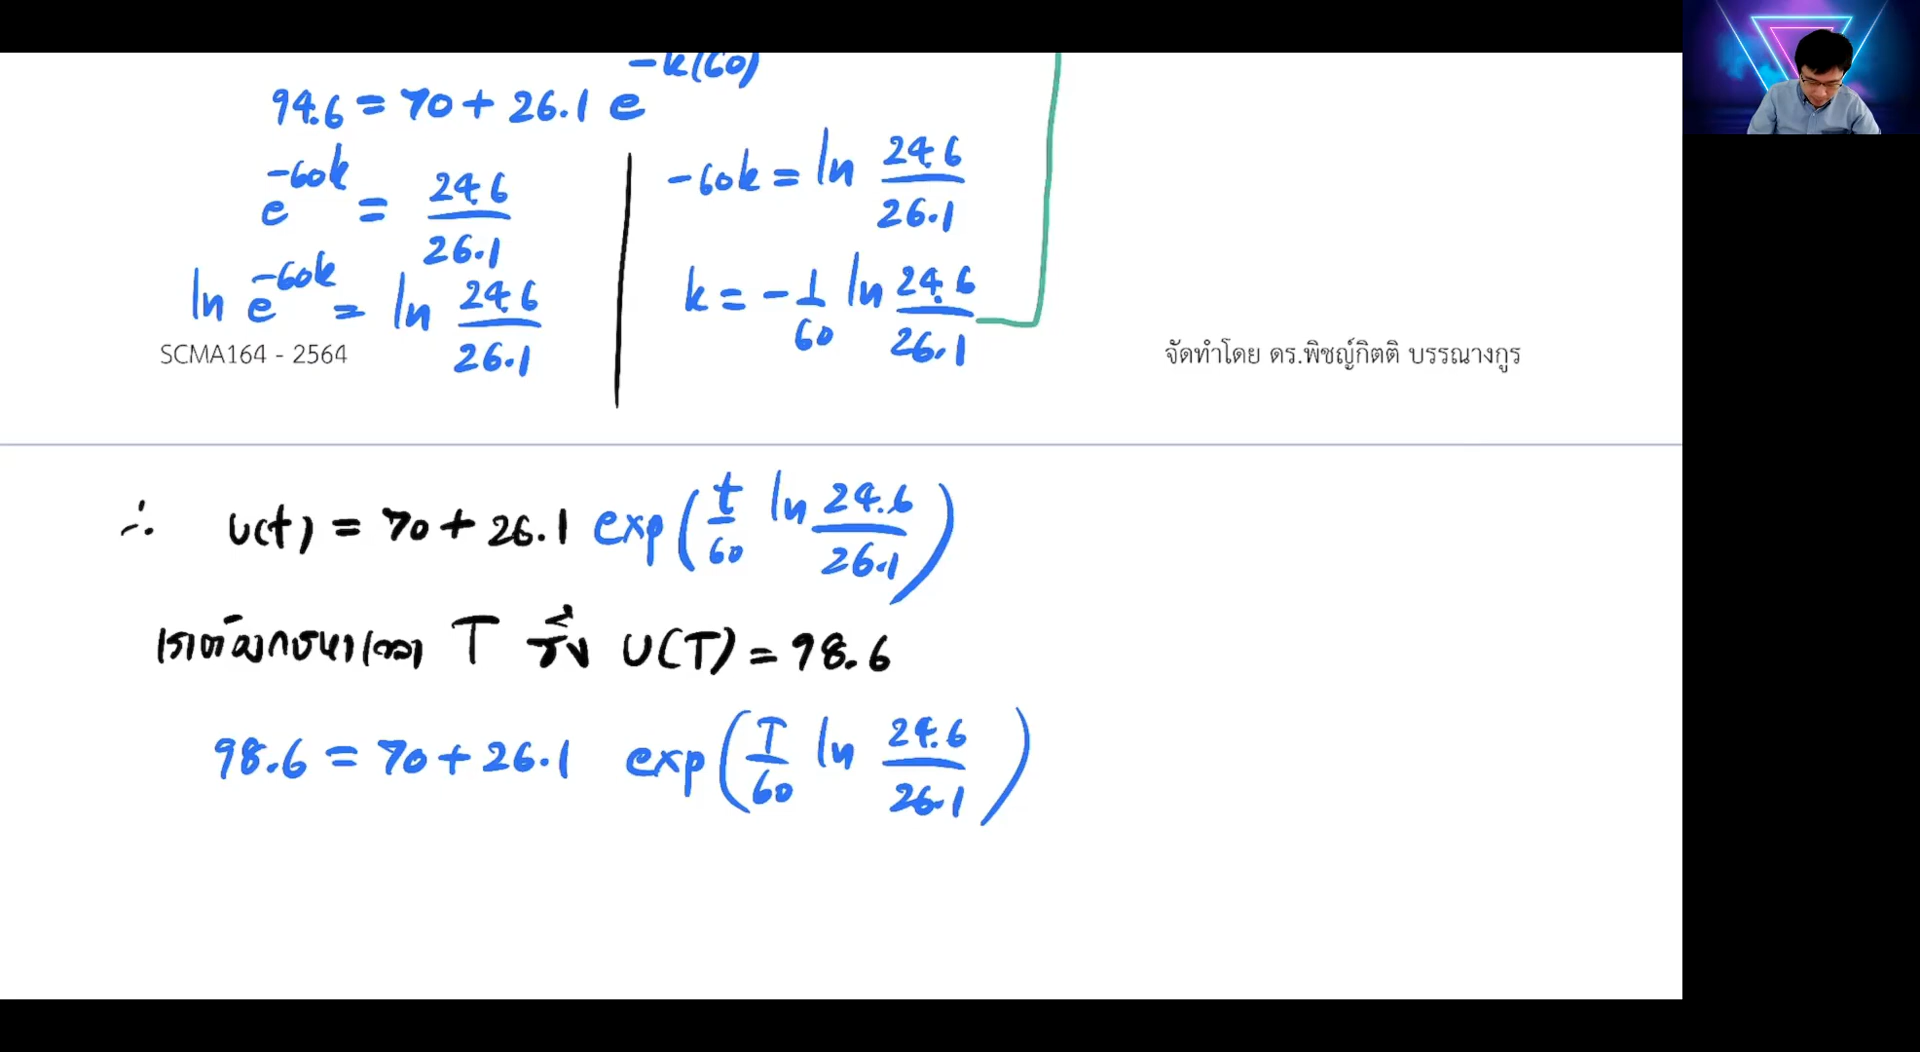 94.6 = 70 + 26.1 e^{-k(60)}
e^{-60k} = 24.6/26.1
ln e^{-60k} = ln 24.6/26.1
-60k = ln 24.6/26.1
k = -1/60 ln 24.6/26.1
SCMA164 - 2564
จัดทำโดย ดร.พิชญ์กิตติ บรรณางกูร
∴ u(t) = 70 + 26.1 exp(t/60 ln 24.6/26.1)
เราต้องการหาเวลา T ซึ่ง U(T) = 98.6
98.6 = 70 + 26.1 exp(T/60 ln 24.6/26.1)